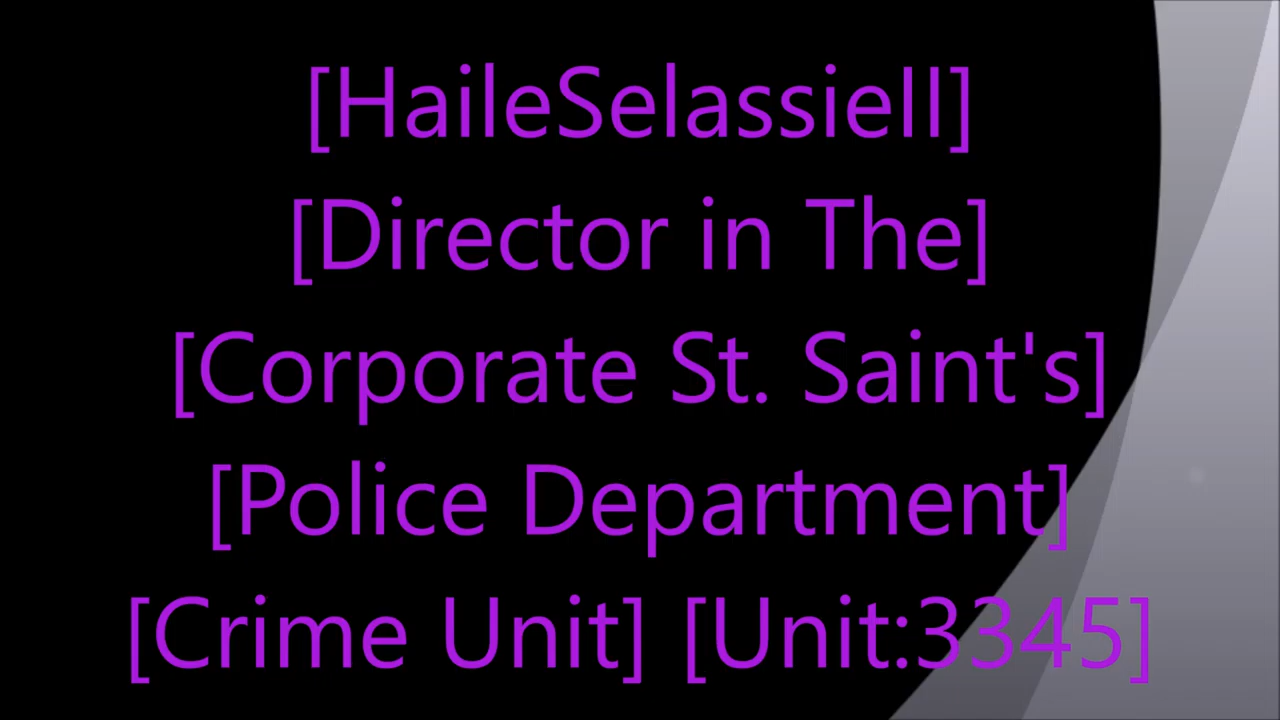 [HaileSelassieII]
[Director in The]
[Corporate St. Saint's]
[Police Department]
[Crime Unit] [Unit:3345]